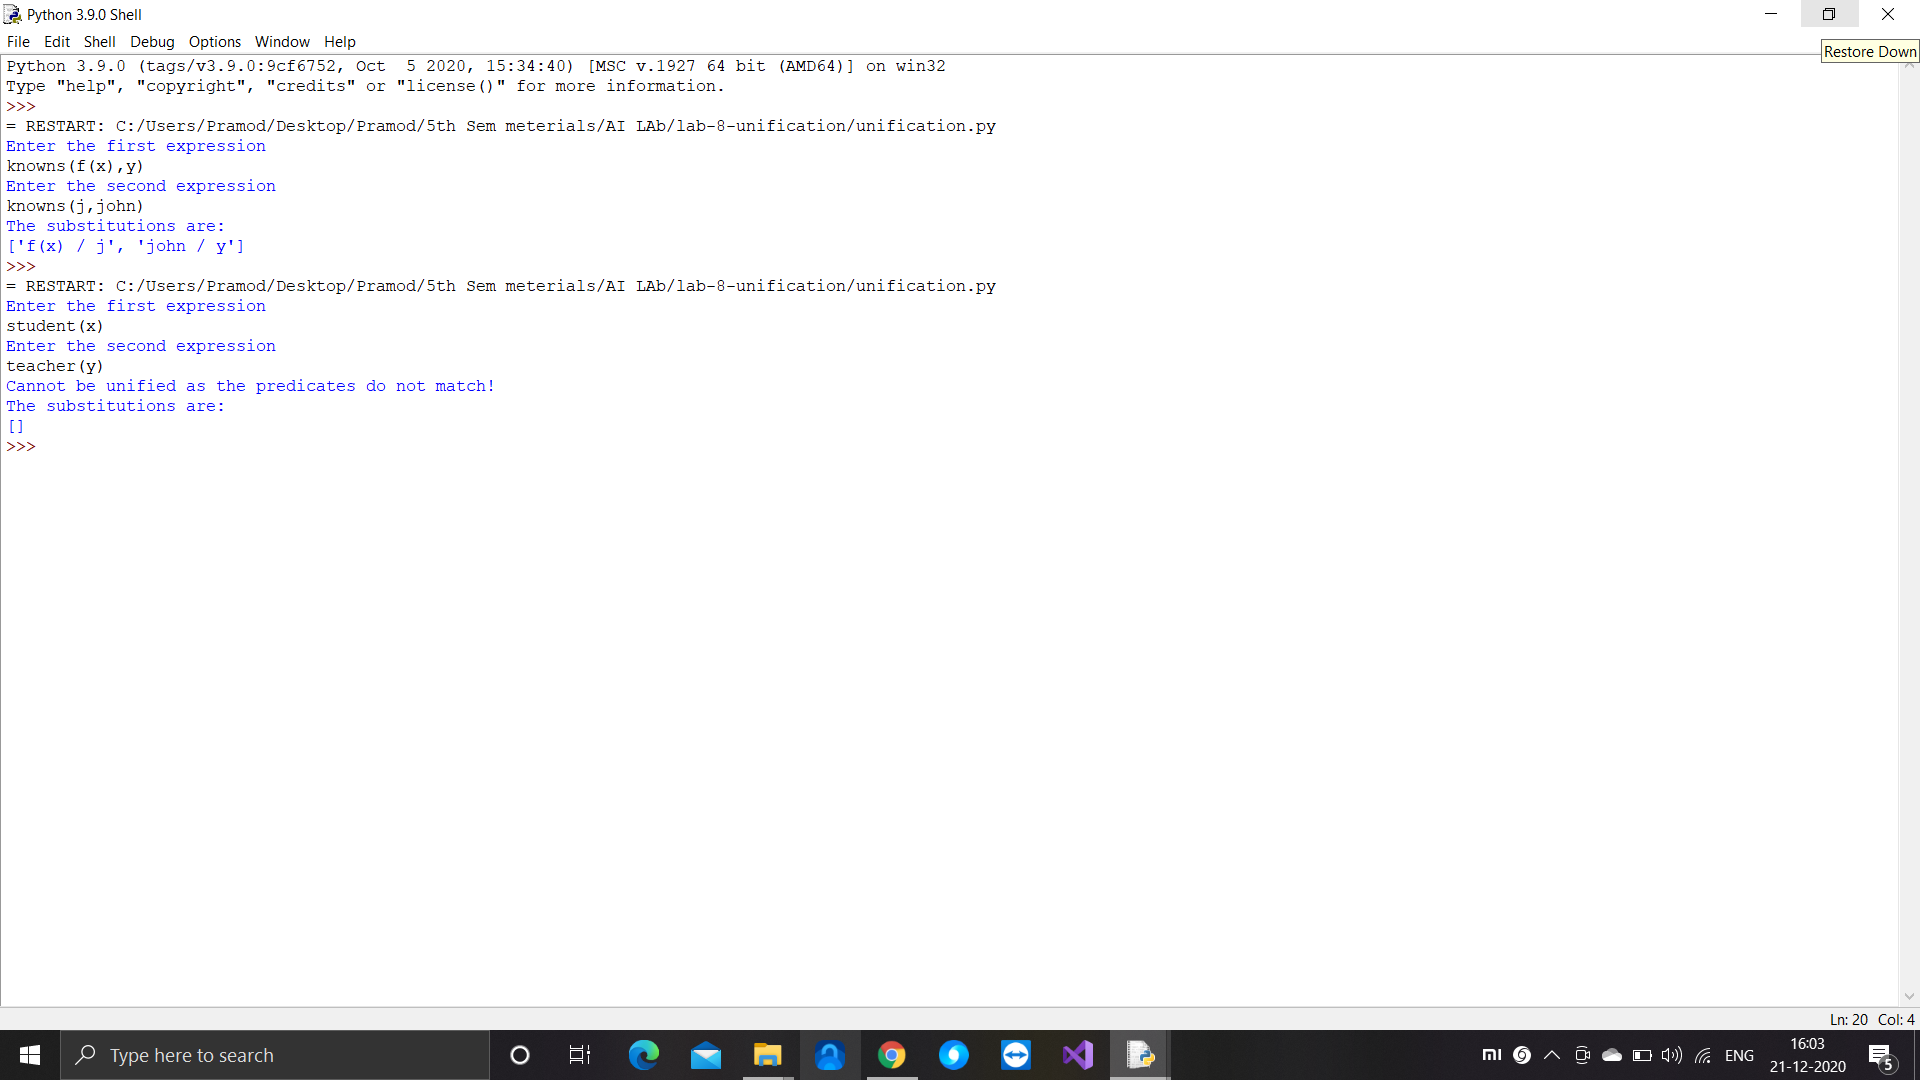 Python 3.9.0 Shell
File Edit Shell Debug Options Window Help
Restore Down
Python 3.9.0 (tags/v3.9.0:9cf6752, Oct  5 2020, 15:34:40) [MSC v.1927 64 bit (AMD64)] on win32
Type "help", "copyright", "credits" or "license()" for more information.
>>>
= RESTART: C:/Users/Pramod/Desktop/Pramod/5th Sem meterials/AI LAb/lab-8-unification/unification.py
Enter the first expression
knowns(f(x),y)
Enter the second expression
knowns(j,john)
The substitutions are:
['f(x) / j', 'john / y']
>>>
= RESTART: C:/Users/Pramod/Desktop/Pramod/5th Sem meterials/AI LAb/lab-8-unification/unification.py
Enter the first expression
student(x)
Enter the second expression
teacher(y)
Cannot be unified as the predicates do not match!
The substitutions are:
[]
>>>
Ln: 20 Col: 4
Type here to search
mi
ENG
16:03
21-12-2020
5